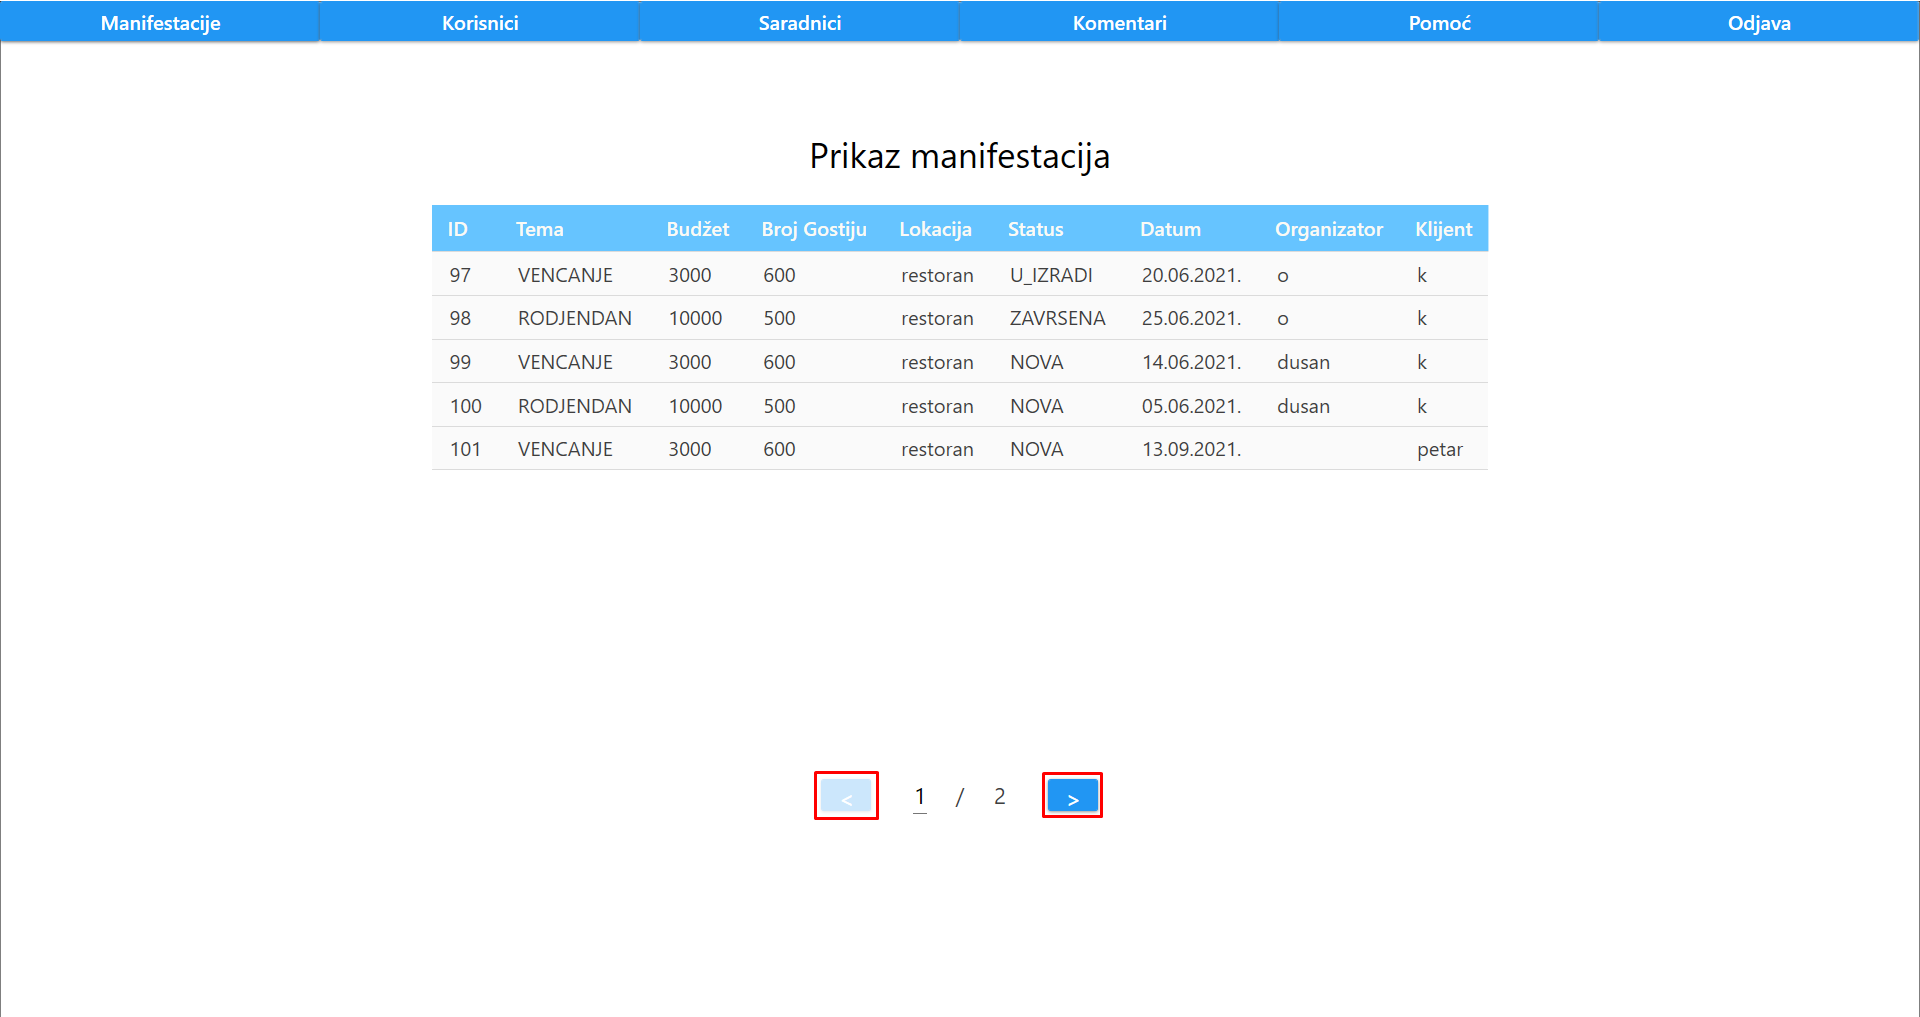 Manifestacije Korisnici Saradnici Komentari Pomoć Odjava
Prikaz manifestacija
ID Tema Budžet Broj Gostiju Lokacija Status Datum Organizator Klijent
97 VENCANJE 3000 600 restoran U_IZRADI 20.06.2021. o k
98 RODJENDAN 10000 500 restoran ZAVRSENA 25.06.2021. o k
99 VENCANJE 3000 600 restoran NOVA 14.06.2021. dusan k
100 RODJENDAN 10000 500 restoran NOVA 05.06.2021. dusan k
101 VENCANJE 3000 600 restoran NOVA 13.09.2021. petar
< 1 / 2 >